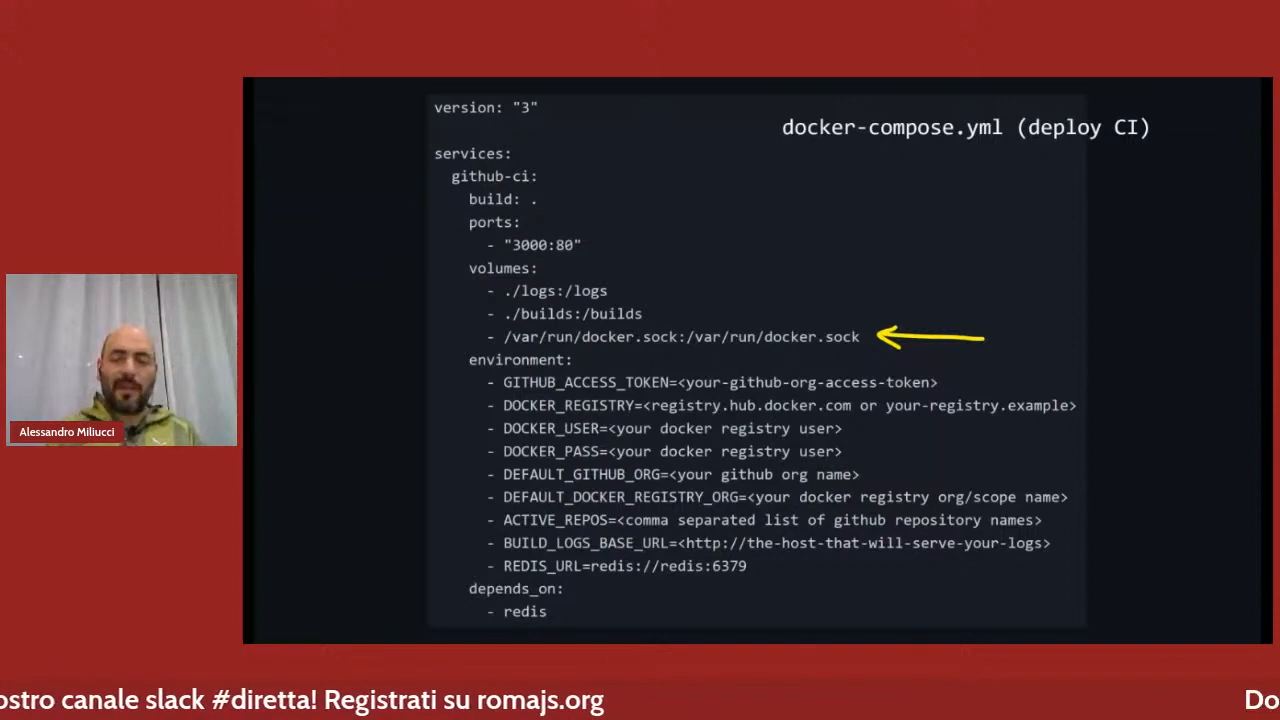 version: "3"
docker-compose.yml (deploy CI)
services:
github-ci:
build: .
ports:
- "3000:80"
volumes:
- ./logs:/logs
- ./builds:/builds
- /var/run/docker.sock:/var/run/docker.sock
environment:
- GITHUB_ACCESS_TOKEN=<your-github-org-access-token>
- DOCKER_REGISTRY=<registry.hub.docker.com or your-registry.example>
- DOCKER_USER=<your docker registry user>
- DOCKER_PASS=<your docker registry user>
- DEFAULT_GITHUB_ORG=<your github org name>
- DEFAULT_DOCKER_REGISTRY_ORG=<your docker registry org/scope name>
- ACTIVE_REPOS=<comma separated list of github repository names>
- BUILD_LOGS_BASE_URL=<http://the-host-that-will-serve-your-logs>
- REDIS_URL=redis://redis:6379
depends_on:
- redis
Alessandro Miliucci
ostro canale slack #diretta! Registrati su romajs.org
Do